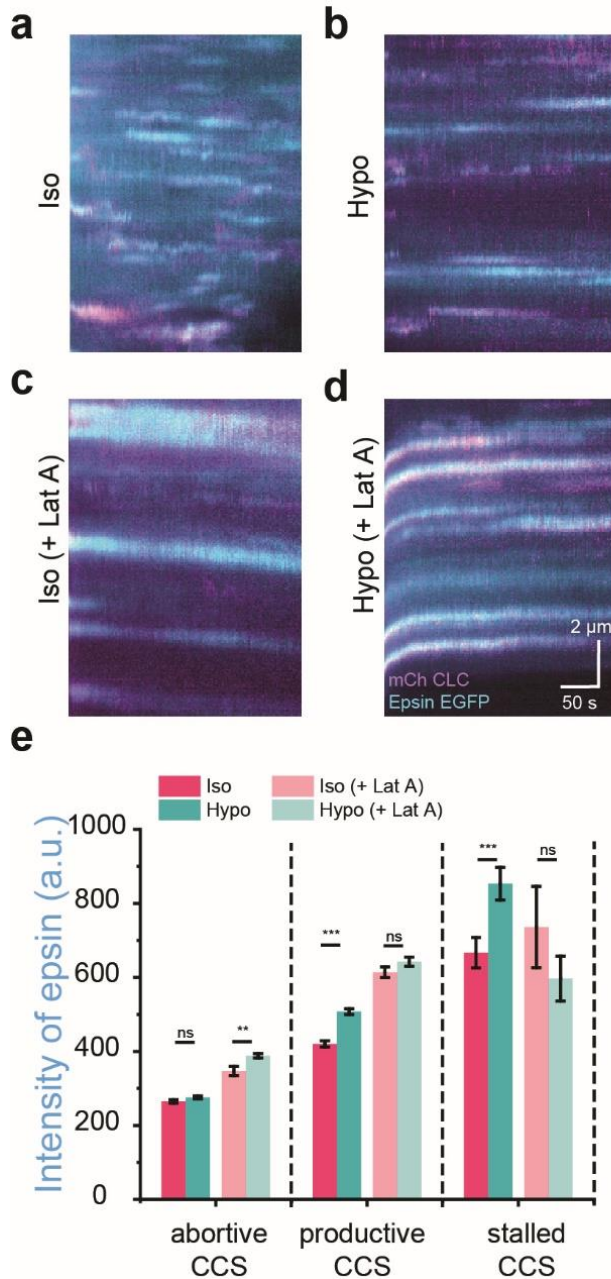 a
b
Iso
Hypo
c
d
Iso (+ Lat A)
Hypo (+ Lat A)
2 µm
mCh CLC
Epsin EGFP
50 s
e
Iso
Iso (+ Lat A)
Hypo
Hypo (+ Lat A)
Intensity of epsin (a.u.)
1000
800
600
400
200
0
ns
**
***
ns
***
ns
abortive CCS
productive CCS
stalled CCS